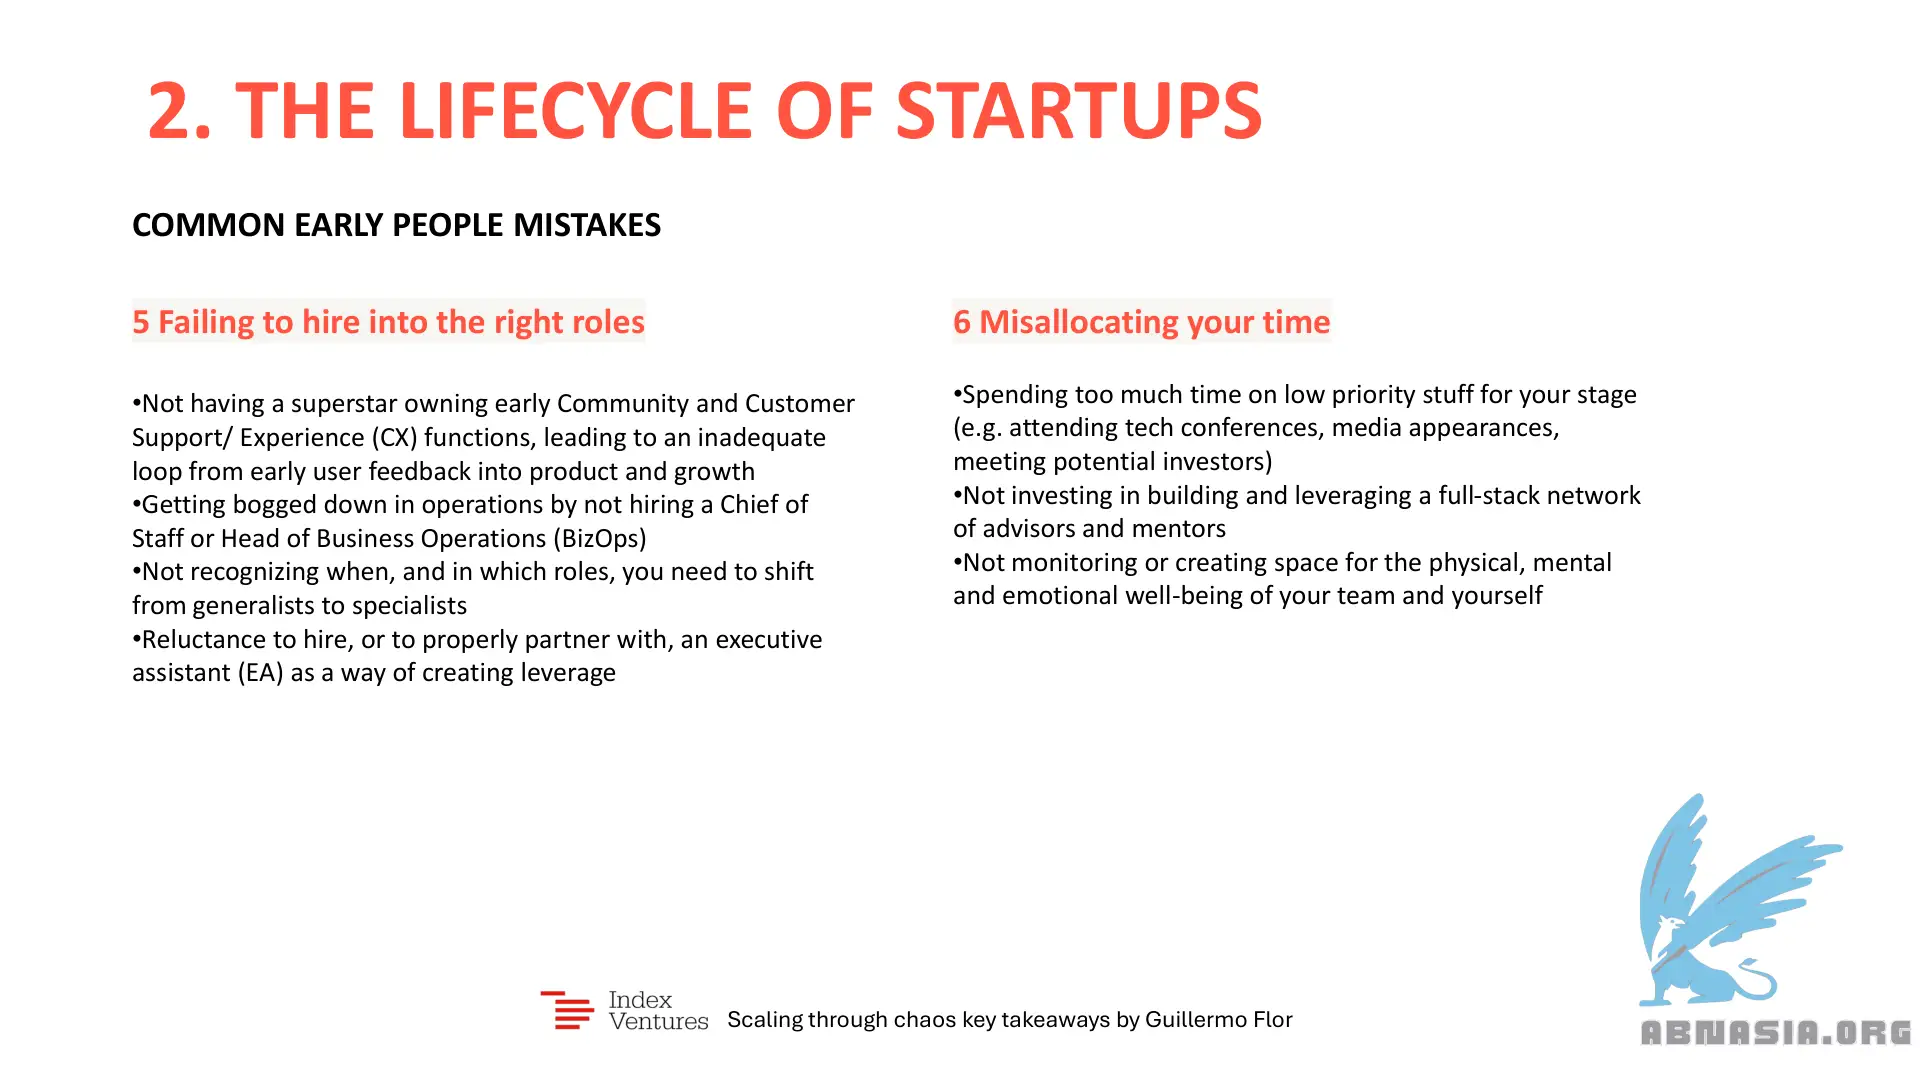 2. THE LIFECYCLE OF STARTUPS
COMMON EARLY PEOPLE MISTAKES
5 Failing to hire into the right roles
•Not having a superstar owning early Community and Customer
Support/ Experience (CX) functions, leading to an inadequate
loop from early user feedback into product and growth
•Getting bogged down in operations by not hiring a Chief of
Staff or Head of Business Operations (BizOps)
•Not recognizing when, and in which roles, you need to shift
from generalists to specialists
•Reluctance to hire, or to properly partner with, an executive
assistant (EA) as a way of creating leverage
6 Misallocating your time
•Spending too much time on low priority stuff for your stage
(e.g. attending tech conferences, media appearances,
meeting potential investors)
•Not investing in building and leveraging a full-stack network
of advisors and mentors
•Not monitoring or creating space for the physical, mental
and emotional well-being of your team and yourself
Index
Ventures
Scaling through chaos key takeaways by Guillermo Flor
ABNASIA.ORG